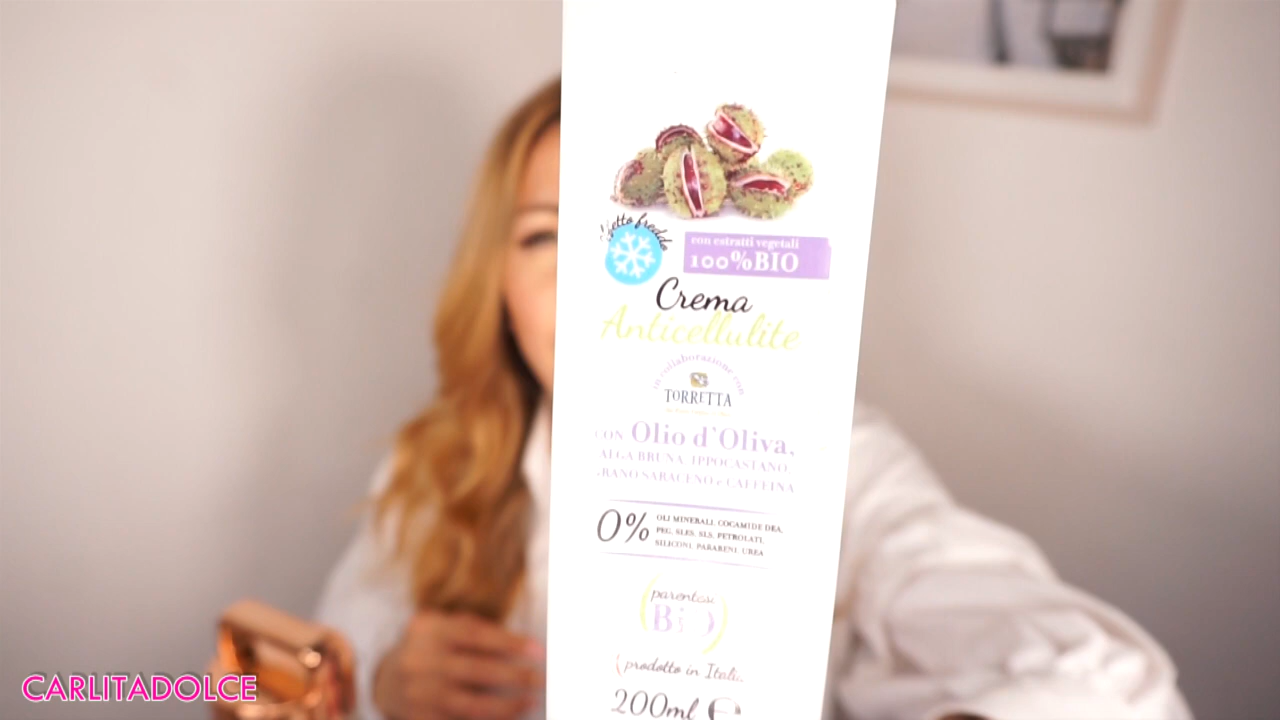 effetto freddo
con estratti vegetali
100%BIO
Crema
Anticellulite
in collaborazione con
TORRETTA
CON Olio d'Oliva,
ALGA BRUNA, IPPOCASTANO,
GRANO SARACENO e CAFFEINA
0%
OLI MINERALI, COCAMIDE DEA,
PEG, SLES, SLS, PETROLATI,
SILICONI, PARABENI, UREA
parentesi
BiO
prodotto in Italia
200ml e
CARLITADOLCE